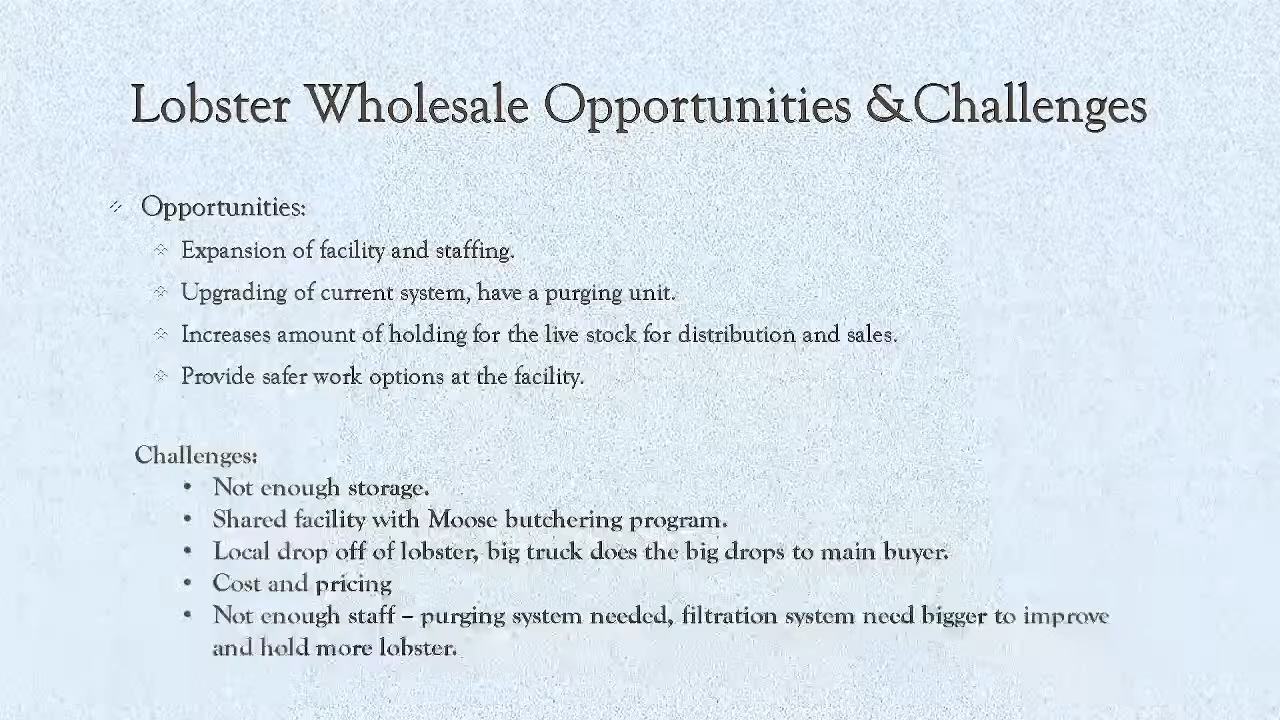 Lobster Wholesale Opportunities &Challenges
Opportunities:
Expansion of facility and staffing.
Upgrading of current system, have a purging unit.
Increases amount of holding for the live stock for distribution and sales.
Provide safer work options at the facility.
Challenges:
• Not enough storage.
• Shared facility with Moose butchering program.
• Local drop off of lobster, big truck does the big drops to main buyer.
• Cost and pricing
• Not enough staff – purging system needed, filtration system need bigger to improve
and hold more lobster.